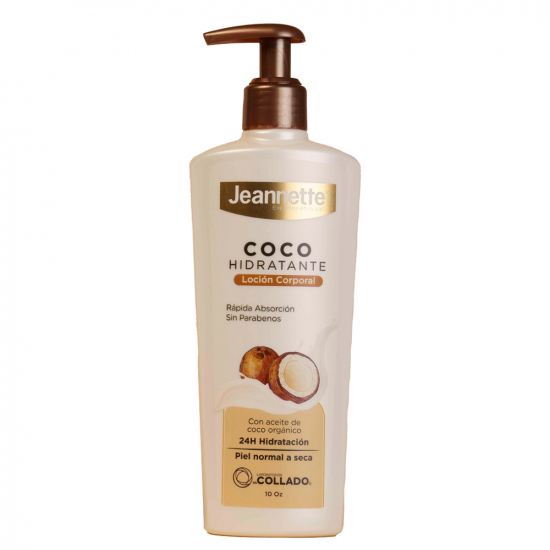 Jeannette
COCO
HIDRATANTE
Loción Corporal
Rápida Absorción
Sin Parabenos
Con aceite de
coco orgánico
24H Hidratación
Piel normal a seca
LABORATORIOS
COLLADO
10 Oz